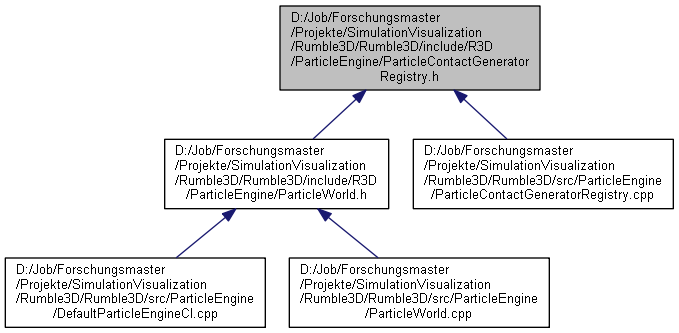 D:/Job/Forschungsmaster
/Projekte/SimulationVisualization
/Rumble3D/Rumble3D/include/R3D
/ParticleEngine/ParticleContactGenerator
Registry.h
D:/Job/Forschungsmaster
/Projekte/SimulationVisualization
/Rumble3D/Rumble3D/include/R3D
/ParticleEngine/ParticleWorld.h
D:/Job/Forschungsmaster
/Projekte/SimulationVisualization
/Rumble3D/Rumble3D/src/ParticleEngine
/ParticleContactGeneratorRegistry.cpp
D:/Job/Forschungsmaster
/Projekte/SimulationVisualization
/Rumble3D/Rumble3D/src/ParticleEngine
/DefaultParticleEngineCI.cpp
D:/Job/Forschungsmaster
/Projekte/SimulationVisualization
/Rumble3D/Rumble3D/src/ParticleEngine
/ParticleWorld.cpp